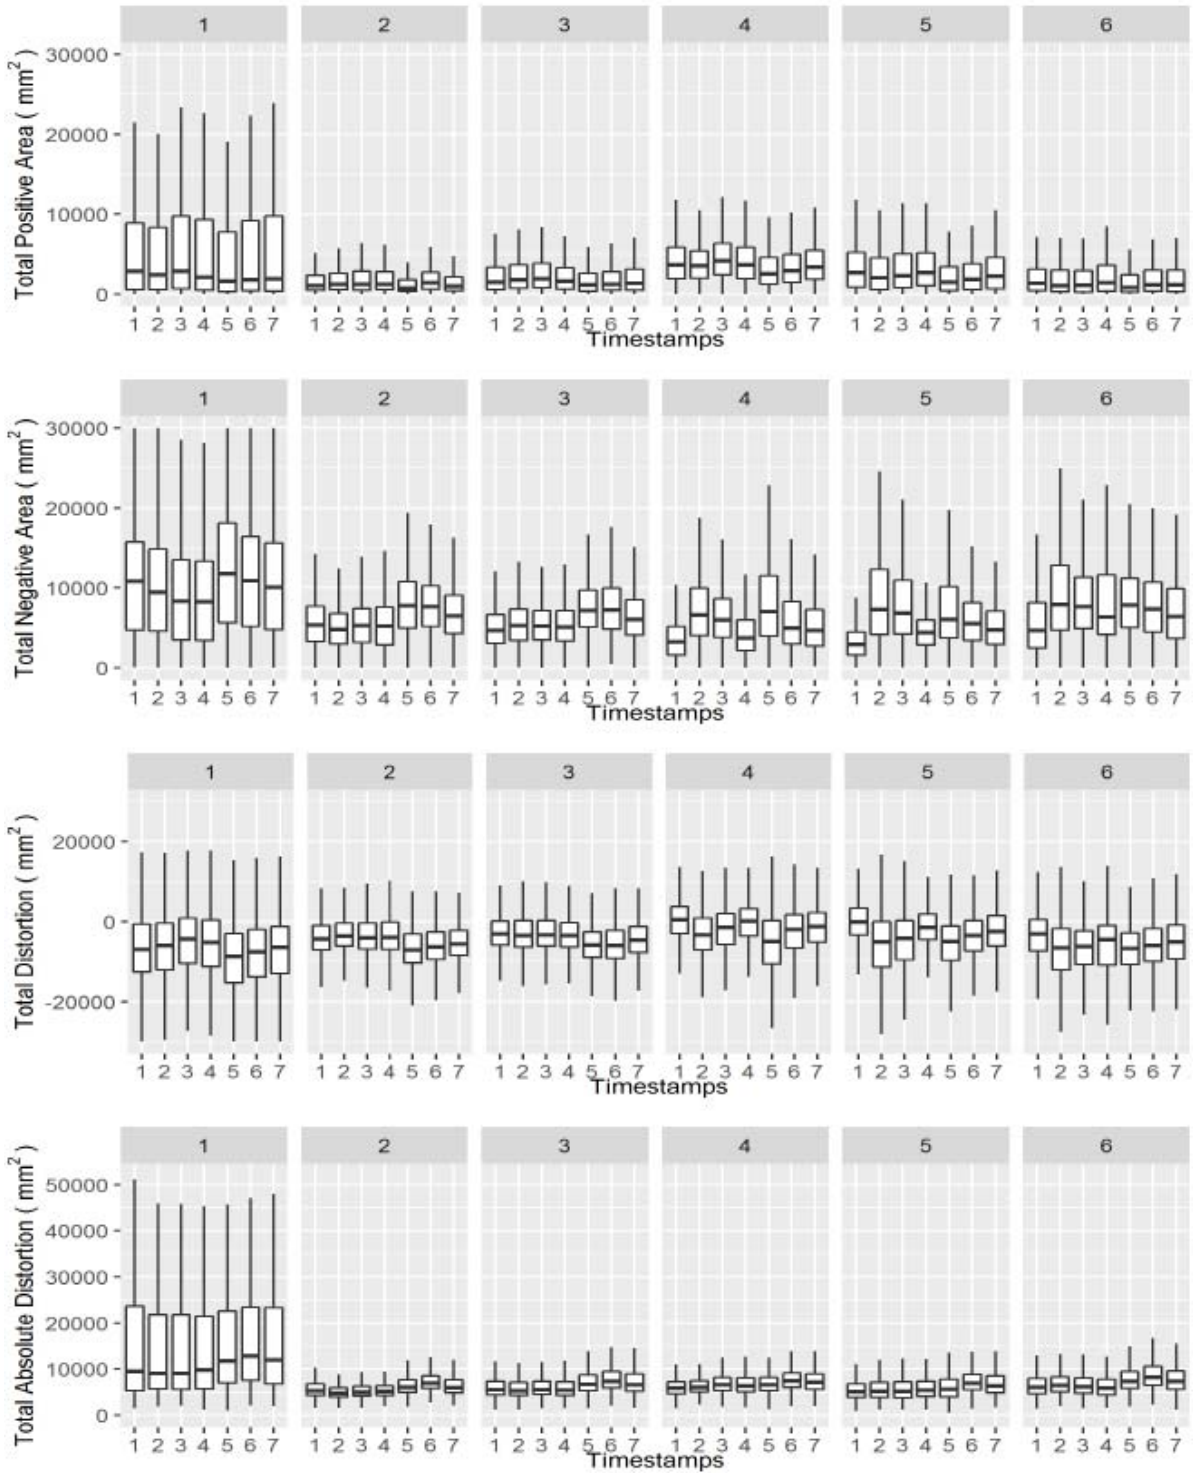 1 2 3 4 5 6
Total Positive Area ( mm² )
30000
20000
10000
0
1 2 3 4 5 6 7 1 2 3 4 5 6 7 1 2 3 4 5 6 7 1 2 3 4 5 6 7 1 2 3 4 5 6 7 1 2 3 4 5 6 7
Timestamps
1 2 3 4 5 6
Total Negative Area ( mm² )
30000
20000
10000
0
1 2 3 4 5 6 7 1 2 3 4 5 6 7 1 2 3 4 5 6 7 1 2 3 4 5 6 7 1 2 3 4 5 6 7 1 2 3 4 5 6 7
Timestamps
1 2 3 4 5 6
Total Distortion ( mm² )
20000
0
-20000
1 2 3 4 5 6 7 1 2 3 4 5 6 7 1 2 3 4 5 6 7 1 2 3 4 5 6 7 1 2 3 4 5 6 7 1 2 3 4 5 6 7
Timestamps
1 2 3 4 5 6
Total Absolute Distortion ( mm² )
50000
40000
30000
20000
10000
0
1 2 3 4 5 6 7 1 2 3 4 5 6 7 1 2 3 4 5 6 7 1 2 3 4 5 6 7 1 2 3 4 5 6 7 1 2 3 4 5 6 7
Timestamps